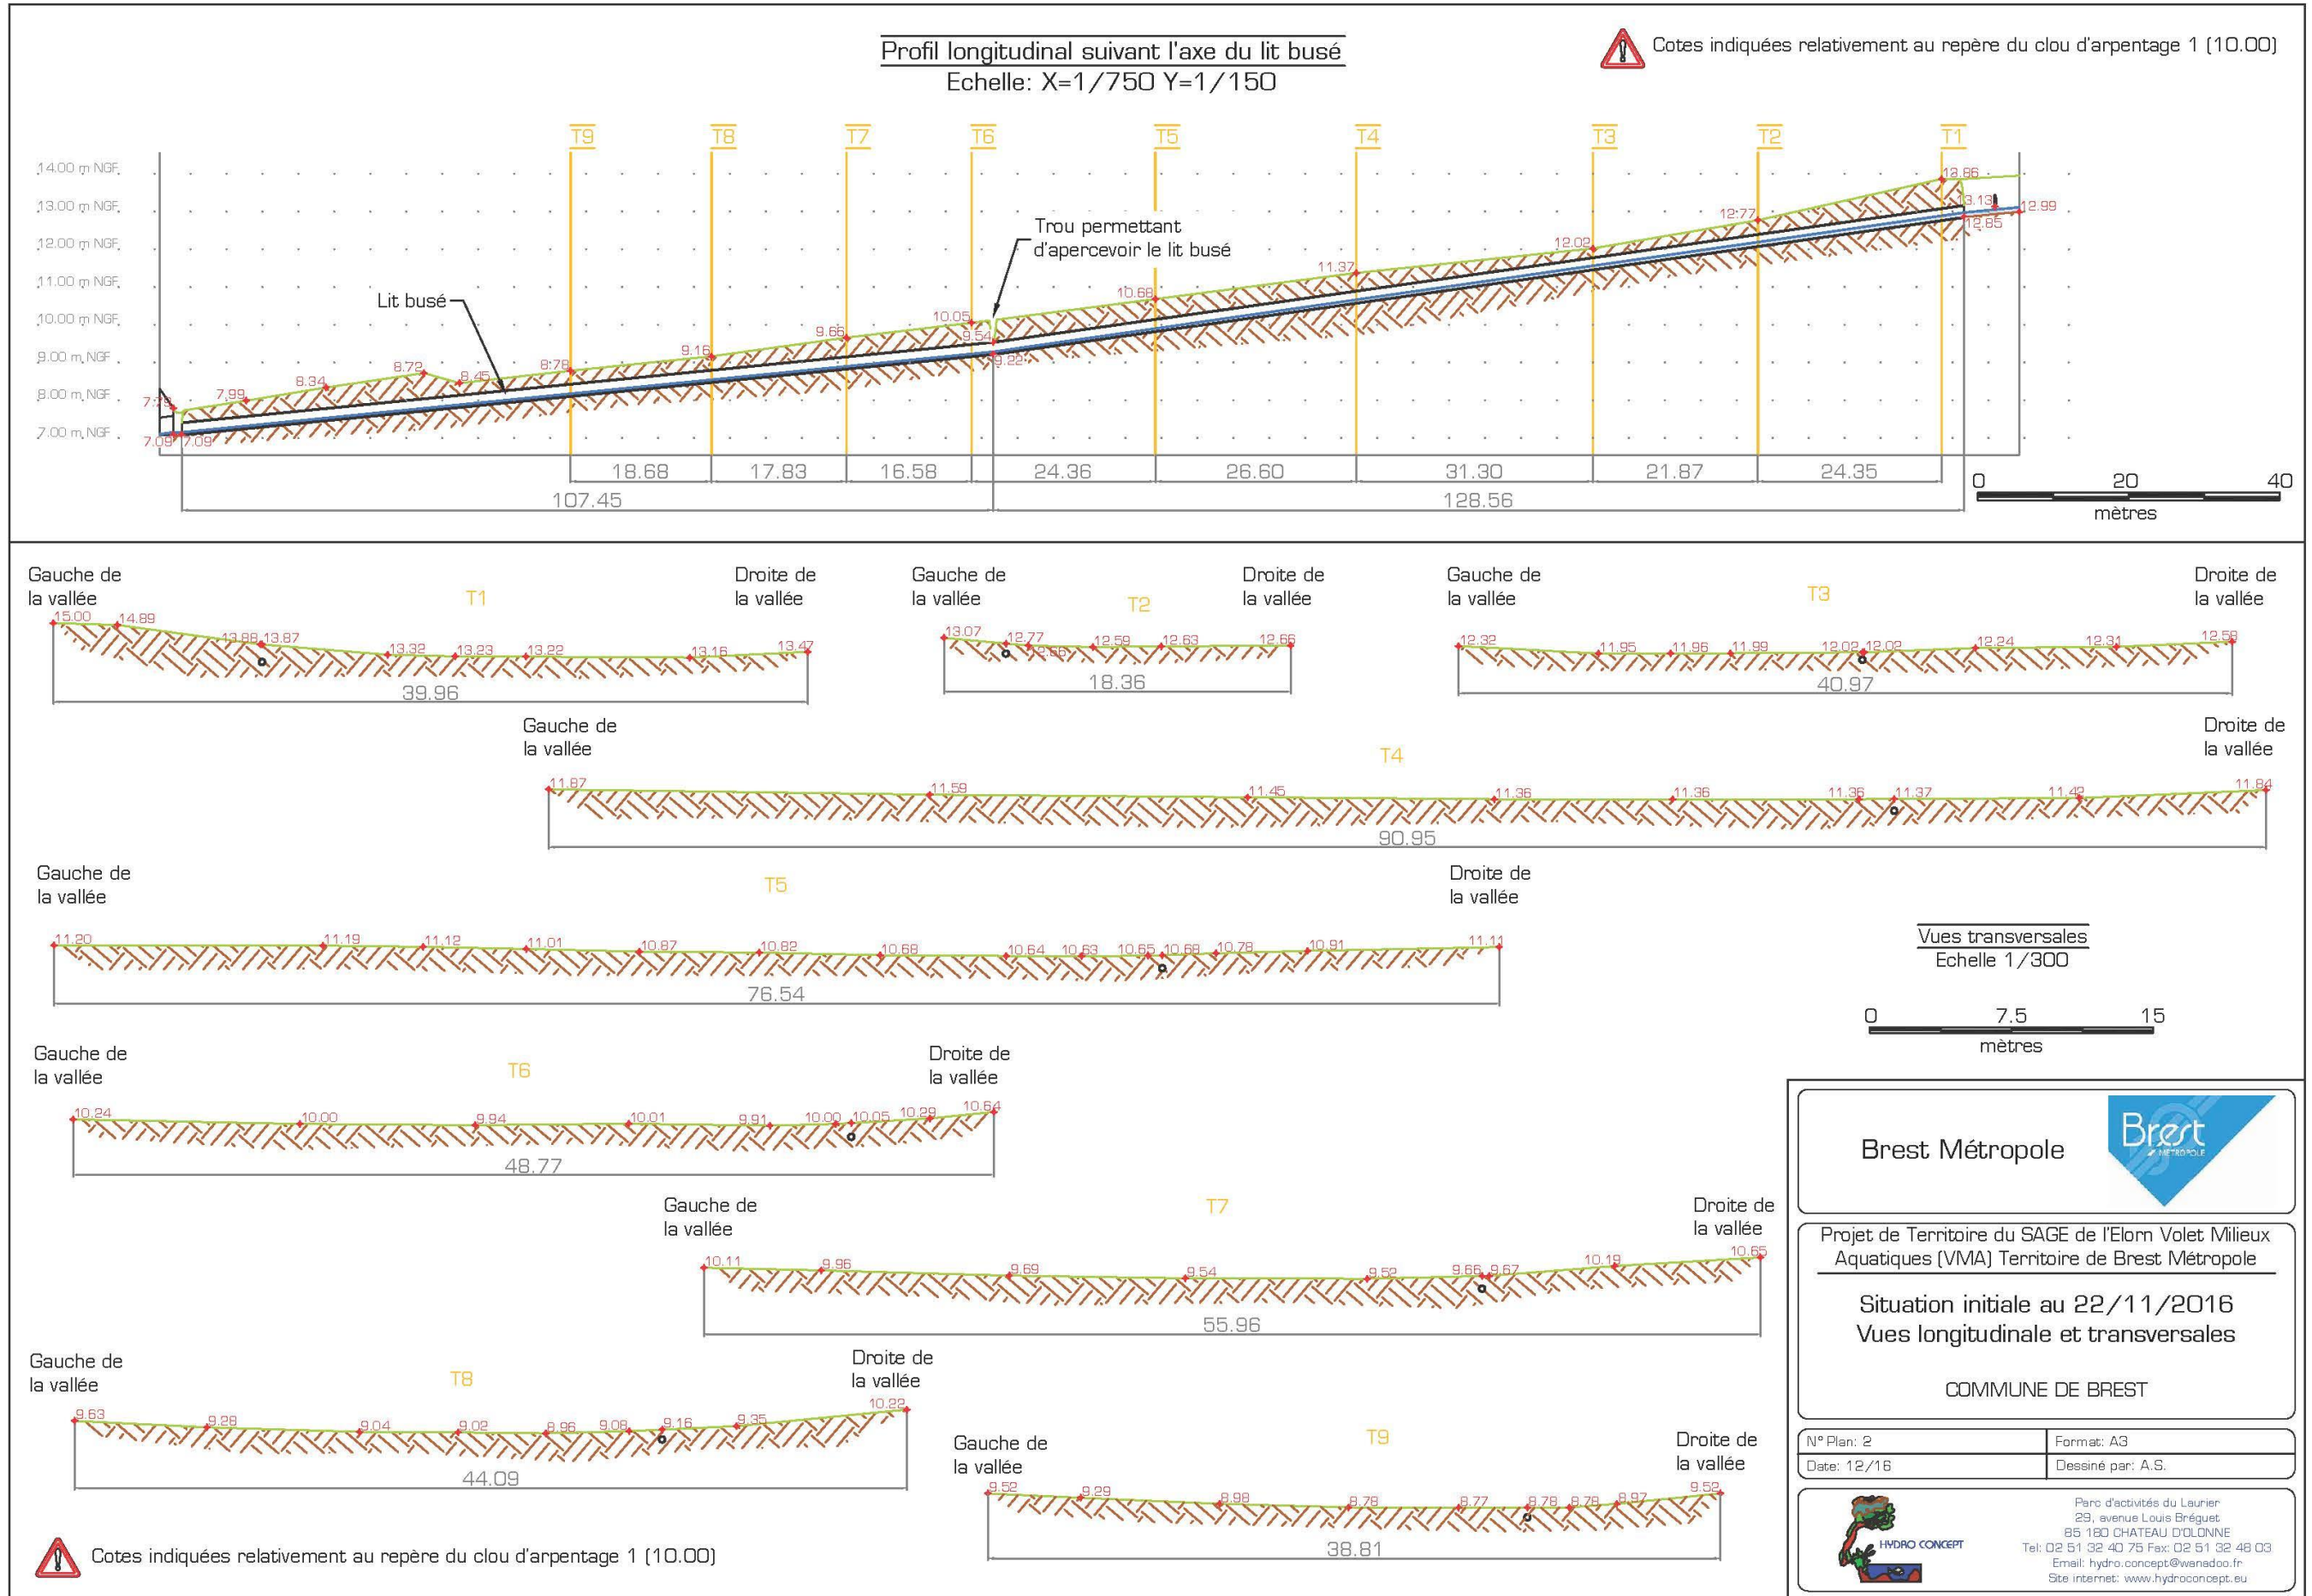 Profil longitudinal suivant l'axe du lit busé
Echelle: X=1/750 Y=1/150
Cotes indiquées relativement au repère du clou d'arpentage 1 (10.00)
T9 T8 T7 T6 T5 T4 T3 T2 T1
14.00 m NGF
13.00 m NGF
12.00 m NGF
11.00 m NGF
10.00 m NGF
9.00 m NGF
8.00 m NGF
7.00 m NGF
Lit busé
Trou permettant
d'apercevoir le lit busé
7.99 8.34 8.72 8.45 8.78 9.16 9.66 10.05 10.68 11.37 12.02 12.77
9.54
9.22
13.13
12.99
12.85
7.09 7.09
18.68 17.83 16.58 24.36 26.60 31.30 21.87 24.35
107.45 128.56
0 20 40
mètres
Gauche de
la vallée
T1
Droite de
la vallée
15.00 14.89 13.88 13.87 13.32 13.23 13.22 13.16 13.47
39.96
Gauche de
la vallée
T2
Droite de
la vallée
13.07 12.77 12.59 12.63 12.66
18.36
Gauche de
la vallée
T3
Droite de
la vallée
12.32 11.95 11.96 11.99 12.02 12.02 12.24 12.31 12.58
40.97
Gauche de
la vallée
T4
Droite de
la vallée
11.87 11.59 11.45 11.36 11.36 11.36 11.37 11.42 11.84
90.95
Gauche de
la vallée
T5
Droite de
la vallée
11.20 11.19 11.12 11.01 10.87 10.82 10.68 10.64 10.63 10.65 10.68 10.78 10.91 11.11
76.54
Vues transversales
Echelle 1/300
0 7.5 15
mètres
Gauche de
la vallée
T6
Droite de
la vallée
10.24 10.00 9.94 10.01 9.91 10.00 10.05 10.29 10.64
48.77
Gauche de
la vallée
T7
Droite de
la vallée
10.11 9.96 9.69 9.54 9.52 9.66 9.67 10.19 10.65
55.96
Gauche de
la vallée
T8
Droite de
la vallée
9.63 9.28 9.04 9.02 8.96 9.08 9.16 9.35 10.22
44.09
Gauche de
la vallée
T9
Droite de
la vallée
9.52 9.29 8.98 8.78 8.77 8.78 8.78 8.97 9.52
38.81
Cotes indiquées relativement au repère du clou d'arpentage 1 (10.00)
Brest Métropole
Brest
MÉTROPOLE
Projet de Territoire du SAGE de l'Elorn Volet Milieux
Aquatiques (VMA) Territoire de Brest Métropole
Situation initiale au 22/11/2016
Vues longitudinale et transversales
COMMUNE DE BREST
N° Plan: 2
Format: A3
Date: 12/16
Dessiné par: A.S.
HYDRO CONCEPT
Parc d'activités du Laurier
29, avenue Louis Bréguet
85 180 CHATEAU D'OLONNE
Tel: 02 51 32 40 75 Fax: 02 51 32 48 03
Email: hydro.concept@wanadoo.fr
Site internet: www.hydroconcept.eu